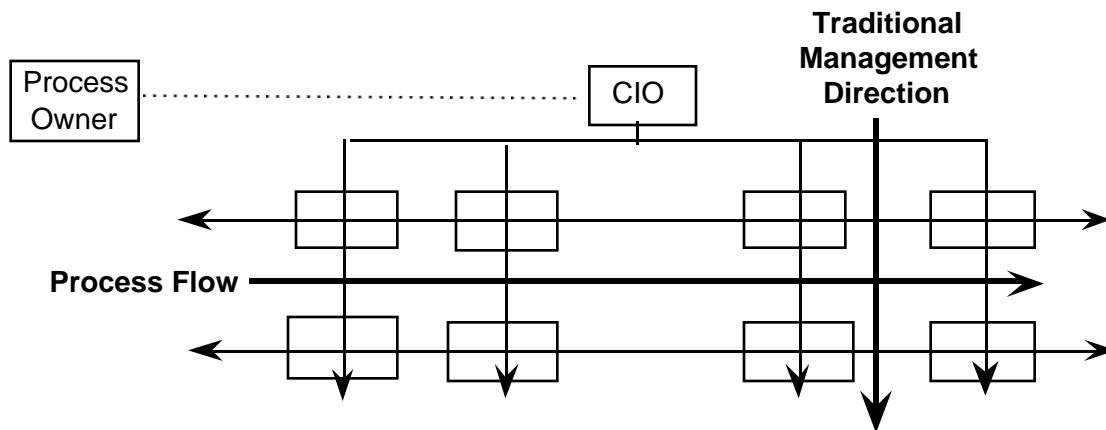 Traditional
Management
Direction
Process
Owner
CIO
Process Flow